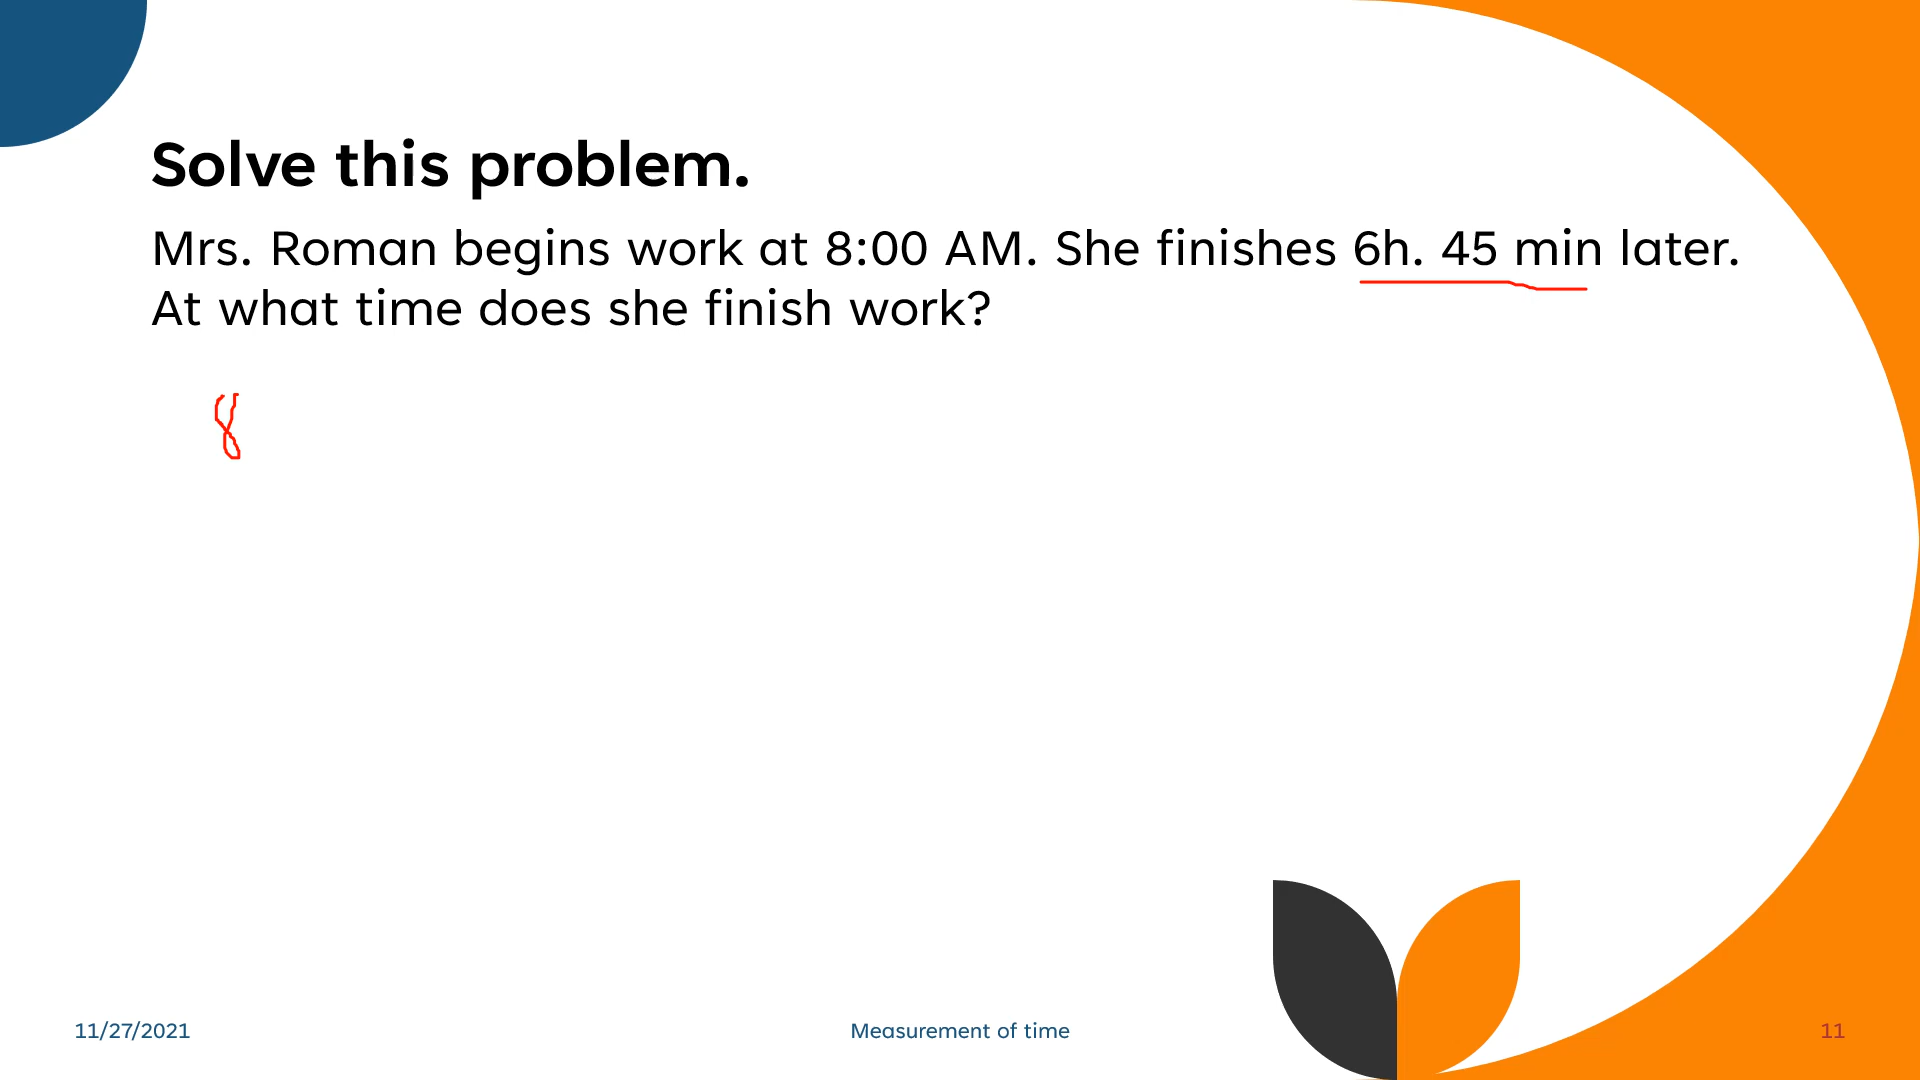 Solve this problem.
Mrs. Roman begins work at 8:00 AM. She finishes 6h. 45 min later.
At what time does she finish work?
8
11/27/2021
Measurement of time
11